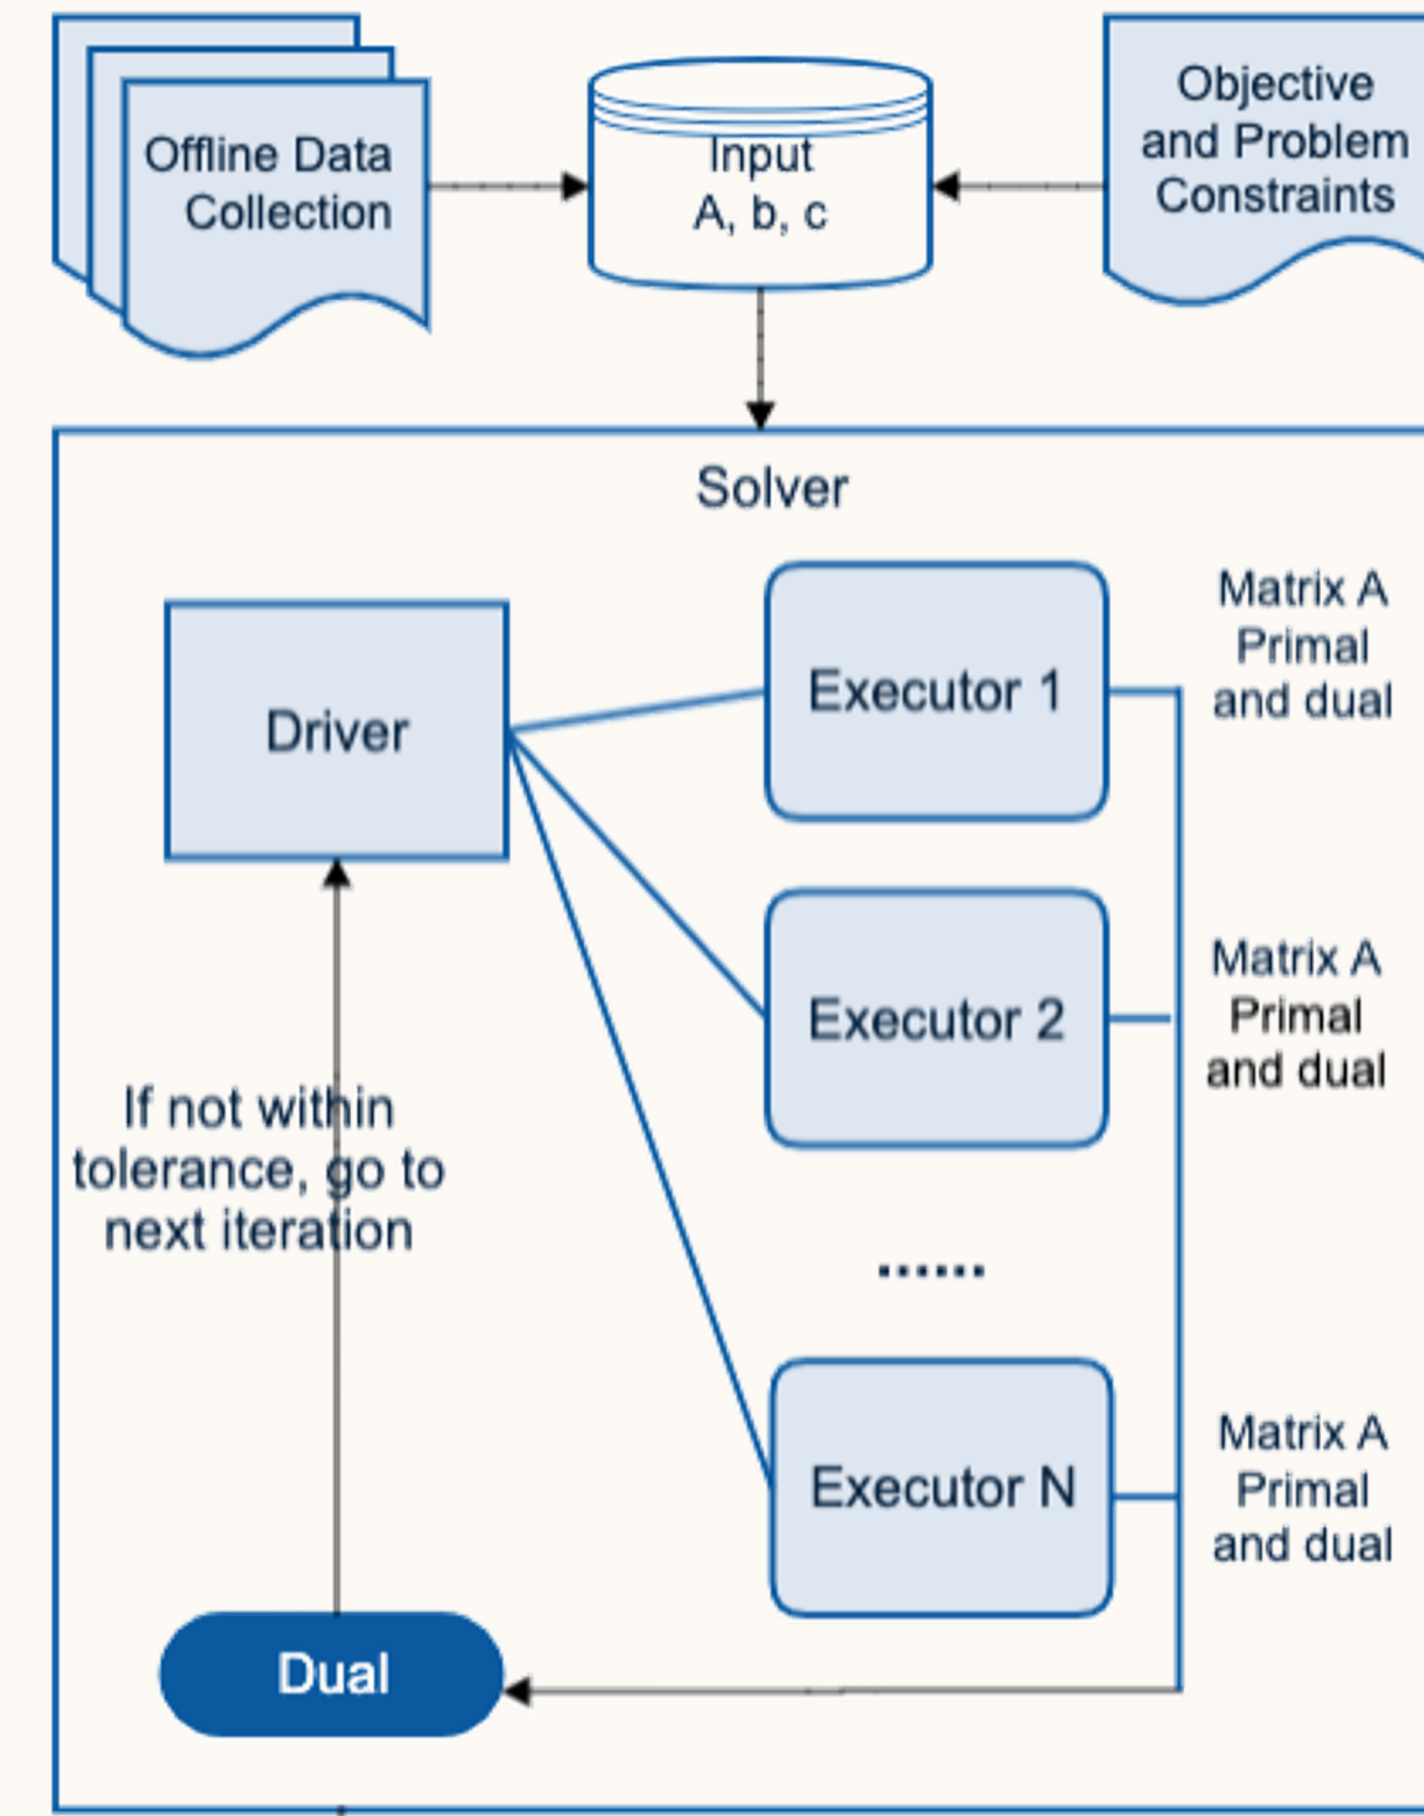 Offline Data
Collection
Input
A, b, c
Objective
and Problem
Constraints
Solver
Driver
Executor 1
Matrix A
Primal
and dual
Executor 2
Matrix A
Primal
and dual
If not within
tolerance, go to
next iteration
......
Executor N
Matrix A
Primal
and dual
Dual